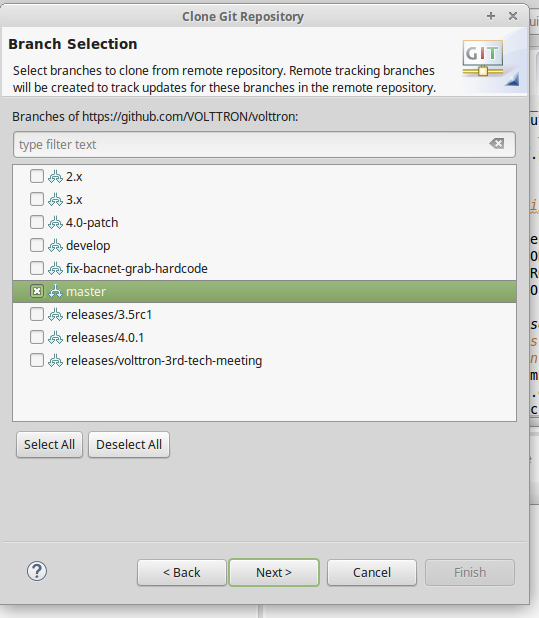 Clone Git Repository
Branch Selection
Select branches to clone from remote repository. Remote tracking branches
will be created to track updates for these branches in the remote repository.
GIT
Branches of https://github.com/VOLTTRON/volttron:
type filter text
2.x
3.x
4.0-patch
develop
fix-bacnet-grab-hardcode
master
releases/3.5rc1
releases/4.0.1
releases/volttron-3rd-tech-meeting
Select All
Deselect All
?
< Back
Next >
Cancel
Finish